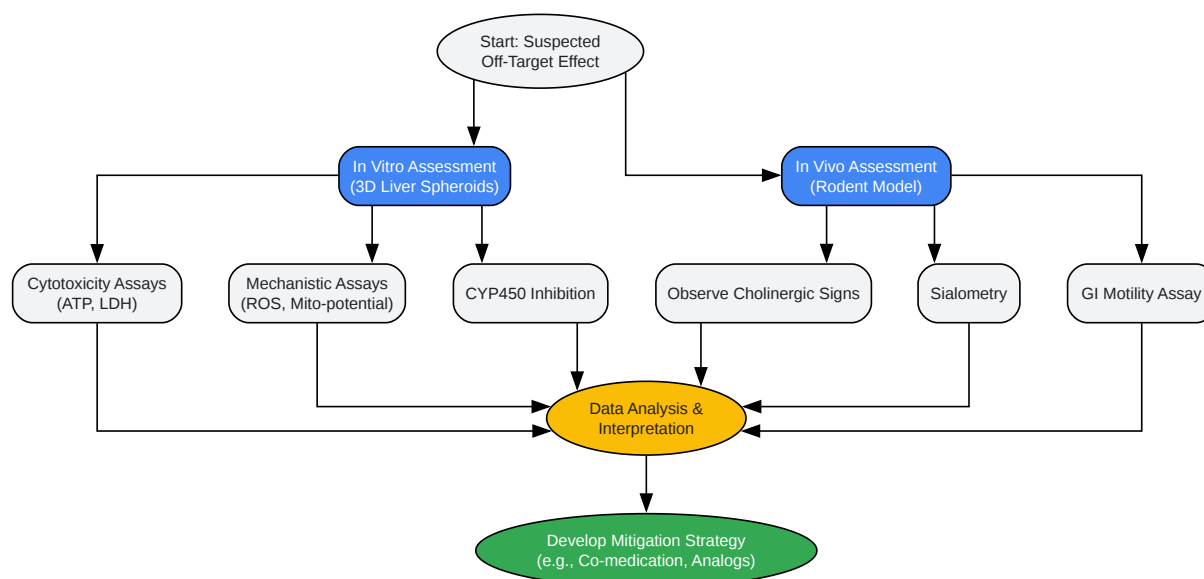 Start: Suspected
Off-Target Effect
In Vitro Assessment
(3D Liver Spheroids)
In Vivo Assessment
(Rodent Model)
Cytotoxicity Assays
(ATP, LDH)
Mechanistic Assays
(ROS, Mito-potential)
CYP450 Inhibition
Observe Cholinergic Signs
Sialometry
GI Motility Assay
Data Analysis &
Interpretation
Develop Mitigation Strategy
(e.g., Co-medication, Analogs)